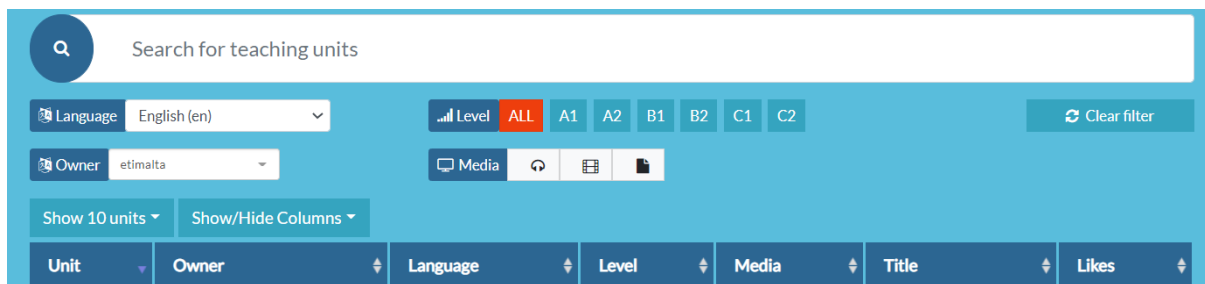 Search for teaching units
Language English (en) Level ALL A1 A2 B1 B2 C1 C2 Clear filter
Owner etimalta Media
Show 10 units Show/Hide Columns
Unit Owner Language Level Media Title Likes